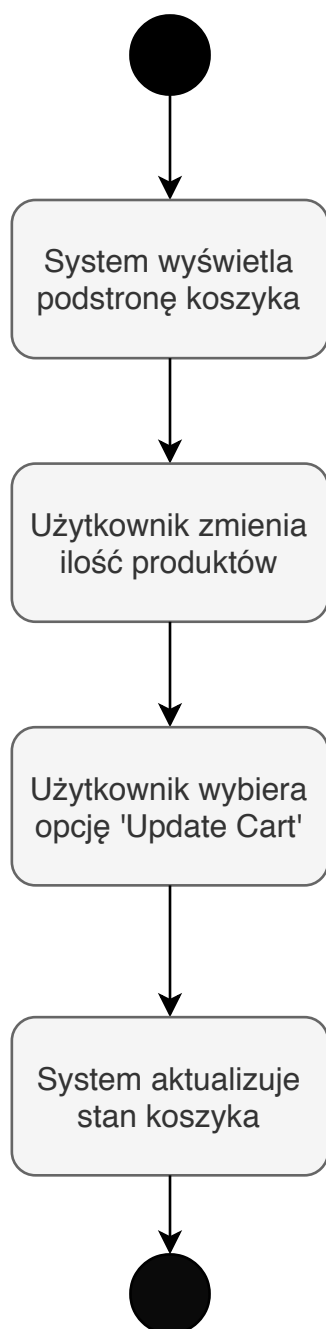 System wyświetla
podstronę koszyka
Użytkownik zmienia
ilość produktów
Użytkownik wybiera
opcję 'Update Cart'
System aktualizuje
stan koszyka